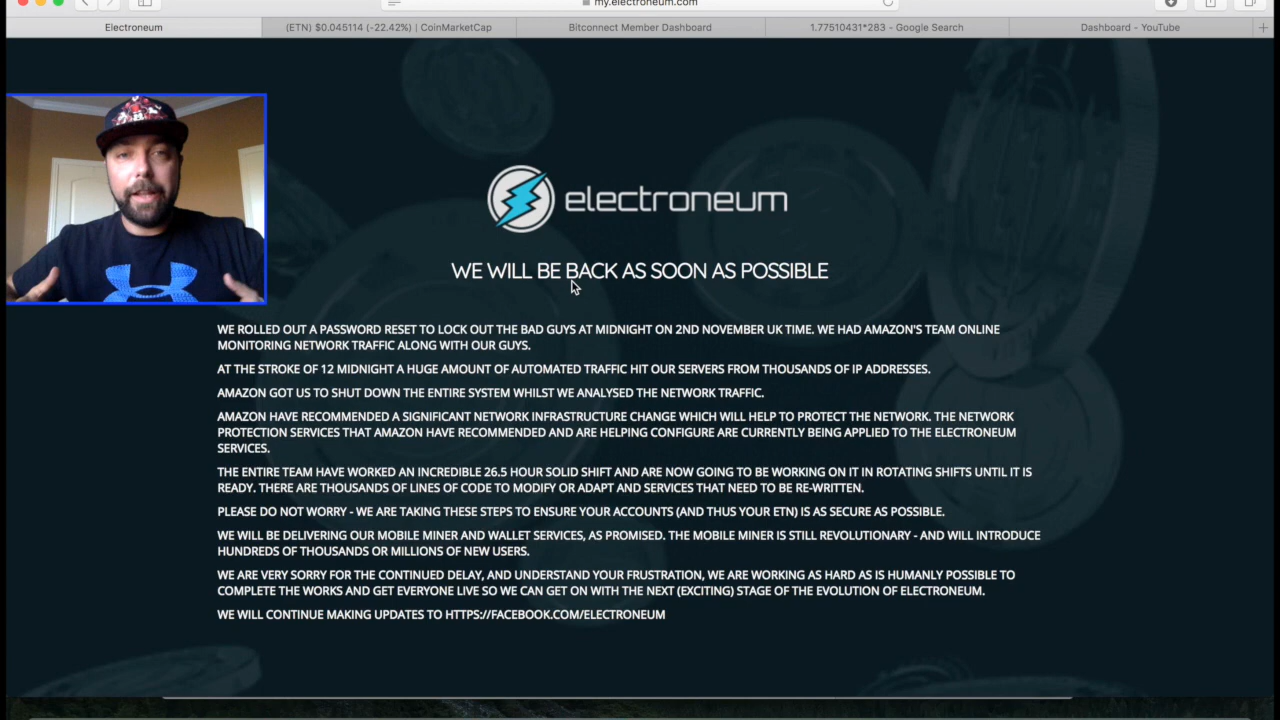 my.electroneum.com
Electroneum
(ETN) $0.045114 (-22.42%) | CoinMarketCap
Bitconnect Member Dashboard
1.77510431*283 - Google Search
Dashboard - YouTube
electroneum
WE WILL BE BACK AS SOON AS POSSIBLE
WE ROLLED OUT A PASSWORD RESET TO LOCK OUT THE BAD GUYS AT MIDNIGHT ON 2ND NOVEMBER UK TIME. WE HAD AMAZON'S TEAM ONLINE
MONITORING NETWORK TRAFFIC ALONG WITH OUR GUYS.
AT THE STROKE OF 12 MIDNIGHT A HUGE AMOUNT OF AUTOMATED TRAFFIC HIT OUR SERVERS FROM THOUSANDS OF IP ADDRESSES.
AMAZON GOT US TO SHUT DOWN THE ENTIRE SYSTEM WHILST WE ANALYSED THE NETWORK TRAFFIC.
AMAZON HAVE RECOMMENDED A SIGNIFICANT NETWORK INFRASTRUCTURE CHANGE WHICH WILL HELP TO PROTECT THE NETWORK. THE NETWORK
PROTECTION SERVICES THAT AMAZON HAVE RECOMMENDED AND ARE HELPING CONFIGURE ARE CURRENTLY BEING APPLIED TO THE ELECTRONEUM
SERVICES.
THE ENTIRE TEAM HAVE WORKED AN INCREDIBLE 26.5 HOUR SOLID SHIFT AND ARE NOW GOING TO BE WORKING ON IT IN ROTATING SHIFTS UNTIL IT IS
READY. THERE ARE THOUSANDS OF LINES OF CODE TO MODIFY OR ADAPT AND SERVICES THAT NEED TO BE RE-WRITTEN.
PLEASE DO NOT WORRY - WE ARE TAKING THESE STEPS TO ENSURE YOUR ACCOUNTS (AND THUS YOUR ETN) IS AS SECURE AS POSSIBLE.
WE WILL BE DELIVERING OUR MOBILE MINER AND WALLET SERVICES, AS PROMISED. THE MOBILE MINER IS STILL REVOLUTIONARY - AND WILL INTRODUCE
HUNDREDS OF THOUSANDS OR MILLIONS OF NEW USERS.
WE ARE VERY SORRY FOR THE CONTINUED DELAY, AND UNDERSTAND YOUR FRUSTRATION, WE ARE WORKING AS HARD AS IS HUMANLY POSSIBLE TO
COMPLETE THE WORKS AND GET EVERYONE LIVE SO WE CAN GET ON WITH THE NEXT (EXCITING) STAGE OF THE EVOLUTION OF ELECTRONEUM.
WE WILL CONTINUE MAKING UPDATES TO HTTPS://FACEBOOK.COM/ELECTRONEUM